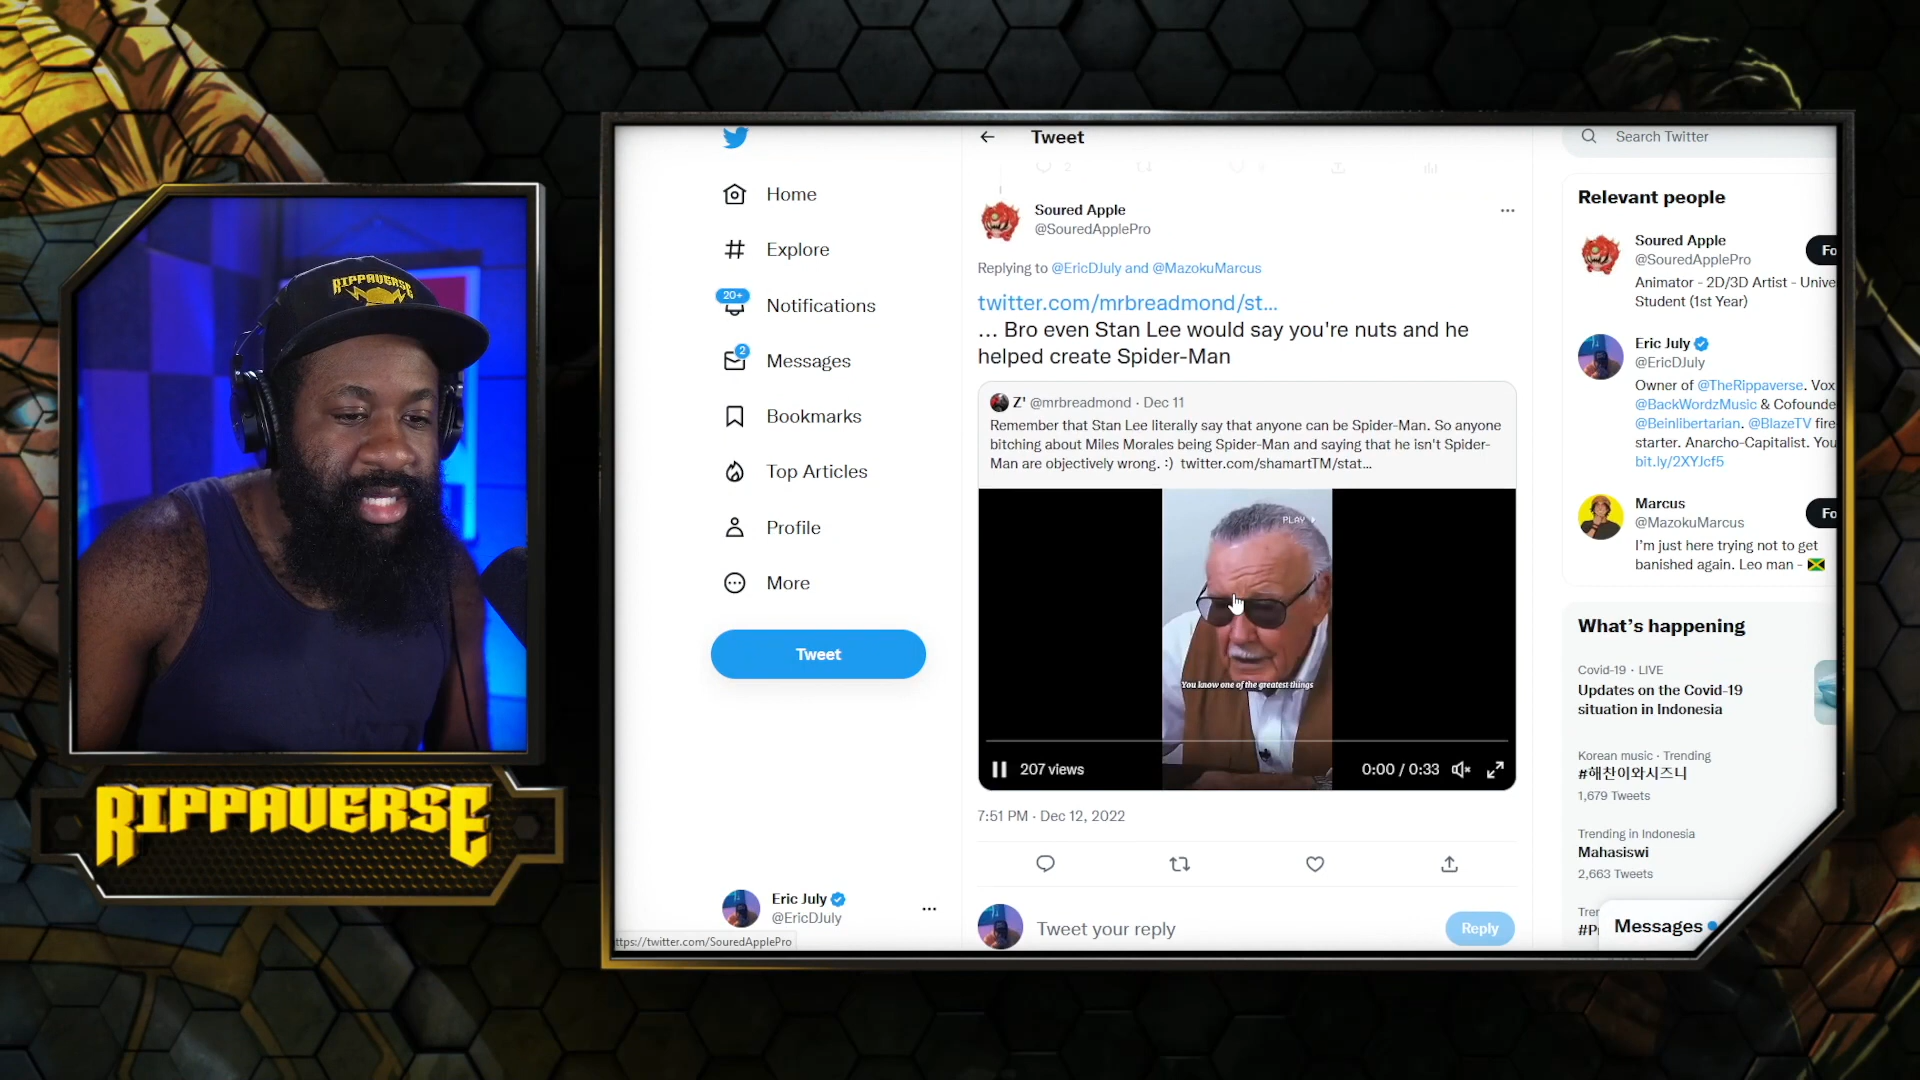 RIPPAVERSE
RIPPAVERSE
Home
Explore
20+
Notifications
2
Messages
Bookmarks
Top Articles
Profile
More
Tweet
Eric July
@EricDJuly
ttps://twitter.com/SouredApplePro
Tweet
2
Soured Apple
@SouredApplePro
Replying to @EricDJuly and @MazokuMarcus
twitter.com/mrbreadmond/st...
... Bro even Stan Lee would say you're nuts and he
helped create Spider-Man
Z' @mrbreadmond · Dec 11
Remember that Stan Lee literally say that anyone can be Spider-Man. So anyone
bitching about Miles Morales being Spider-Man and saying that he isn't Spider-
Man are objectively wrong. :) twitter.com/shamartTM/stat...
PLAY
You know one of the greatest things
207 views
0:00 / 0:33
7:51 PM · Dec 12, 2022
Tweet your reply
Reply
Search Twitter
Relevant people
Soured Apple
@SouredApplePro
Fo
Animator - 2D/3D Artist - Unive
Student (1st Year)
Eric July
@EricDJuly
Owner of @TheRippaverse. Vox
@BackWordzMusic & Cofounde
@Beinlibertarian. @BlazeTV fire
starter. Anarcho-Capitalist. You
bit.ly/2XYJcf5
Marcus
@MazokuMarcus
Fo
I'm just here trying not to get
banished again. Leo man - 🇯🇲
What's happening
Covid-19 · LIVE
Updates on the Covid-19
situation in Indonesia
Korean music · Trending
#해찬이와시즈니
1,679 Tweets
Trending in Indonesia
Mahasiswi
2,663 Tweets
Messages